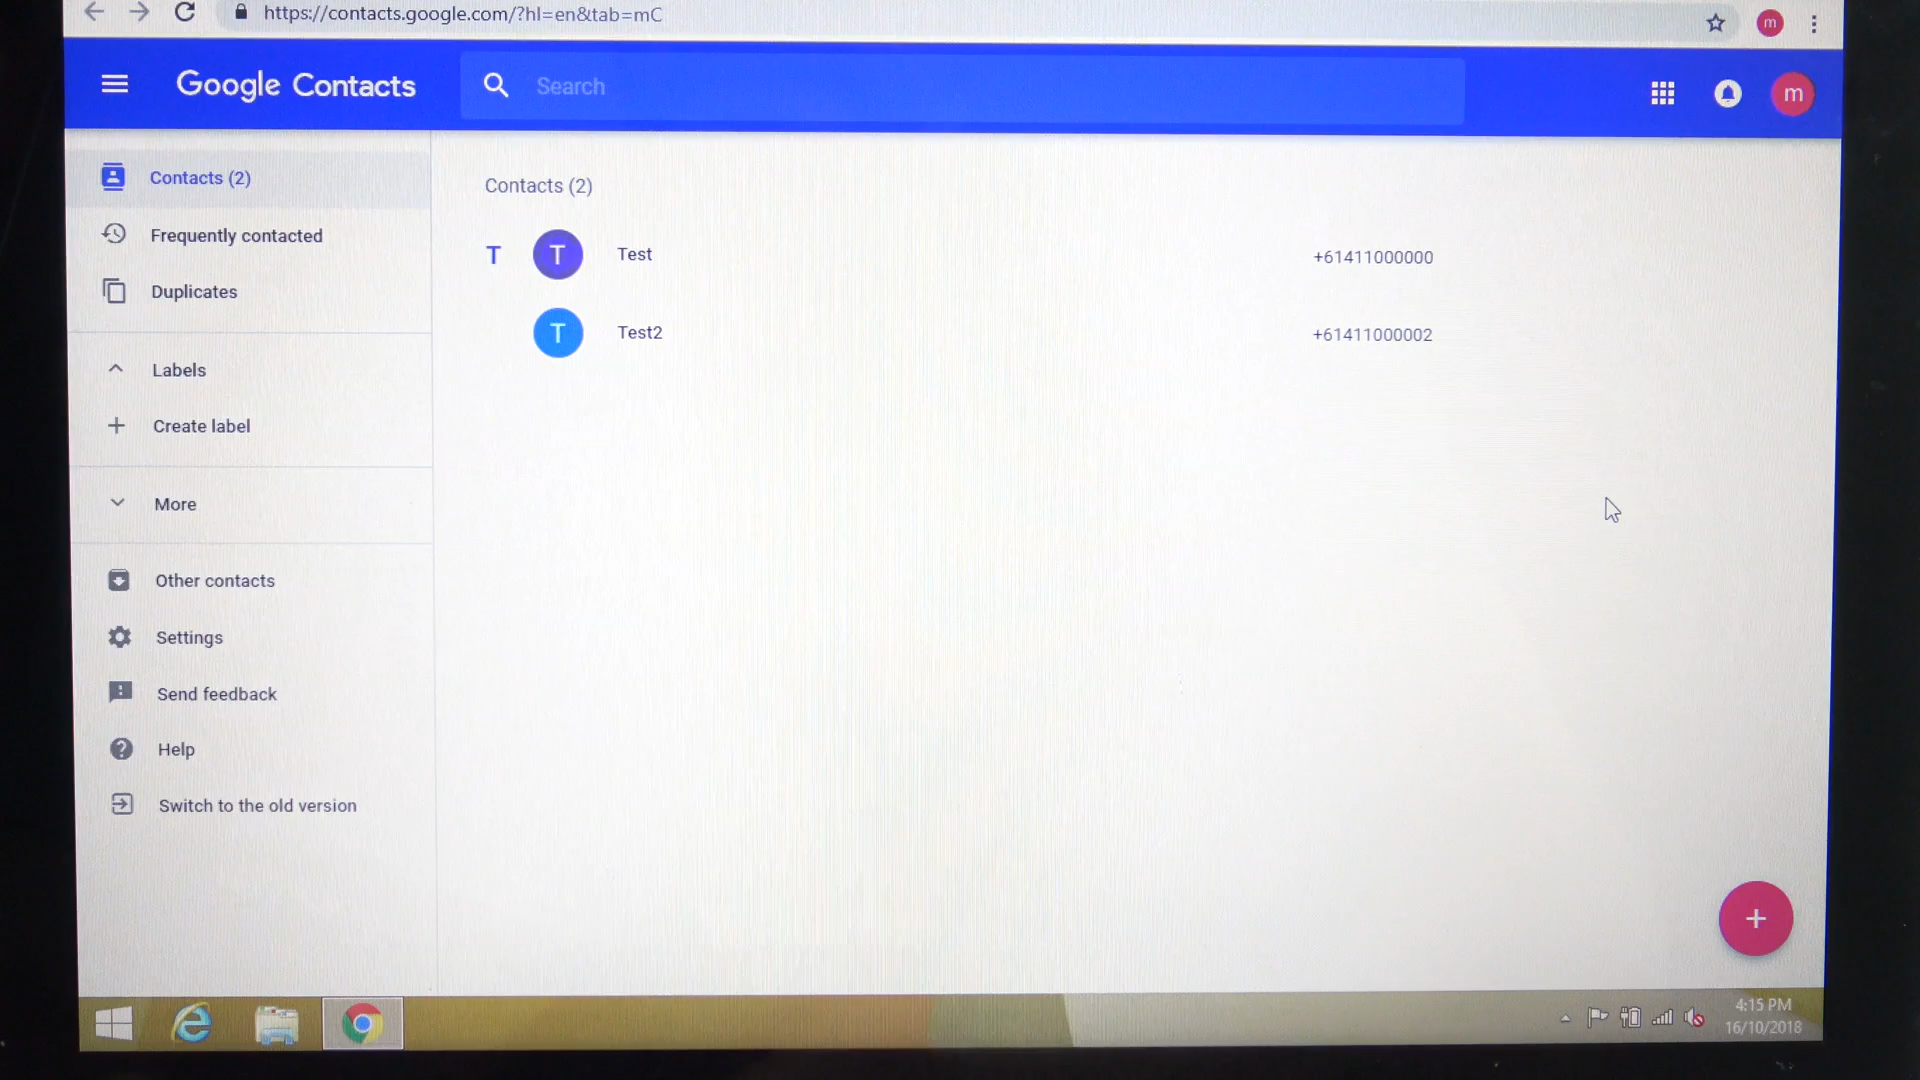 https://contacts.google.com/?hl=en&tab=mC
m
Google Contacts
Search
m
Contacts (2)
Frequently contacted
Duplicates
Labels
Create label
More
Other contacts
Settings
Send feedback
Help
Switch to the old version
Contacts (2)
T T Test +61411000000
T Test2 +61411000002
4:15 PM
16/10/2018